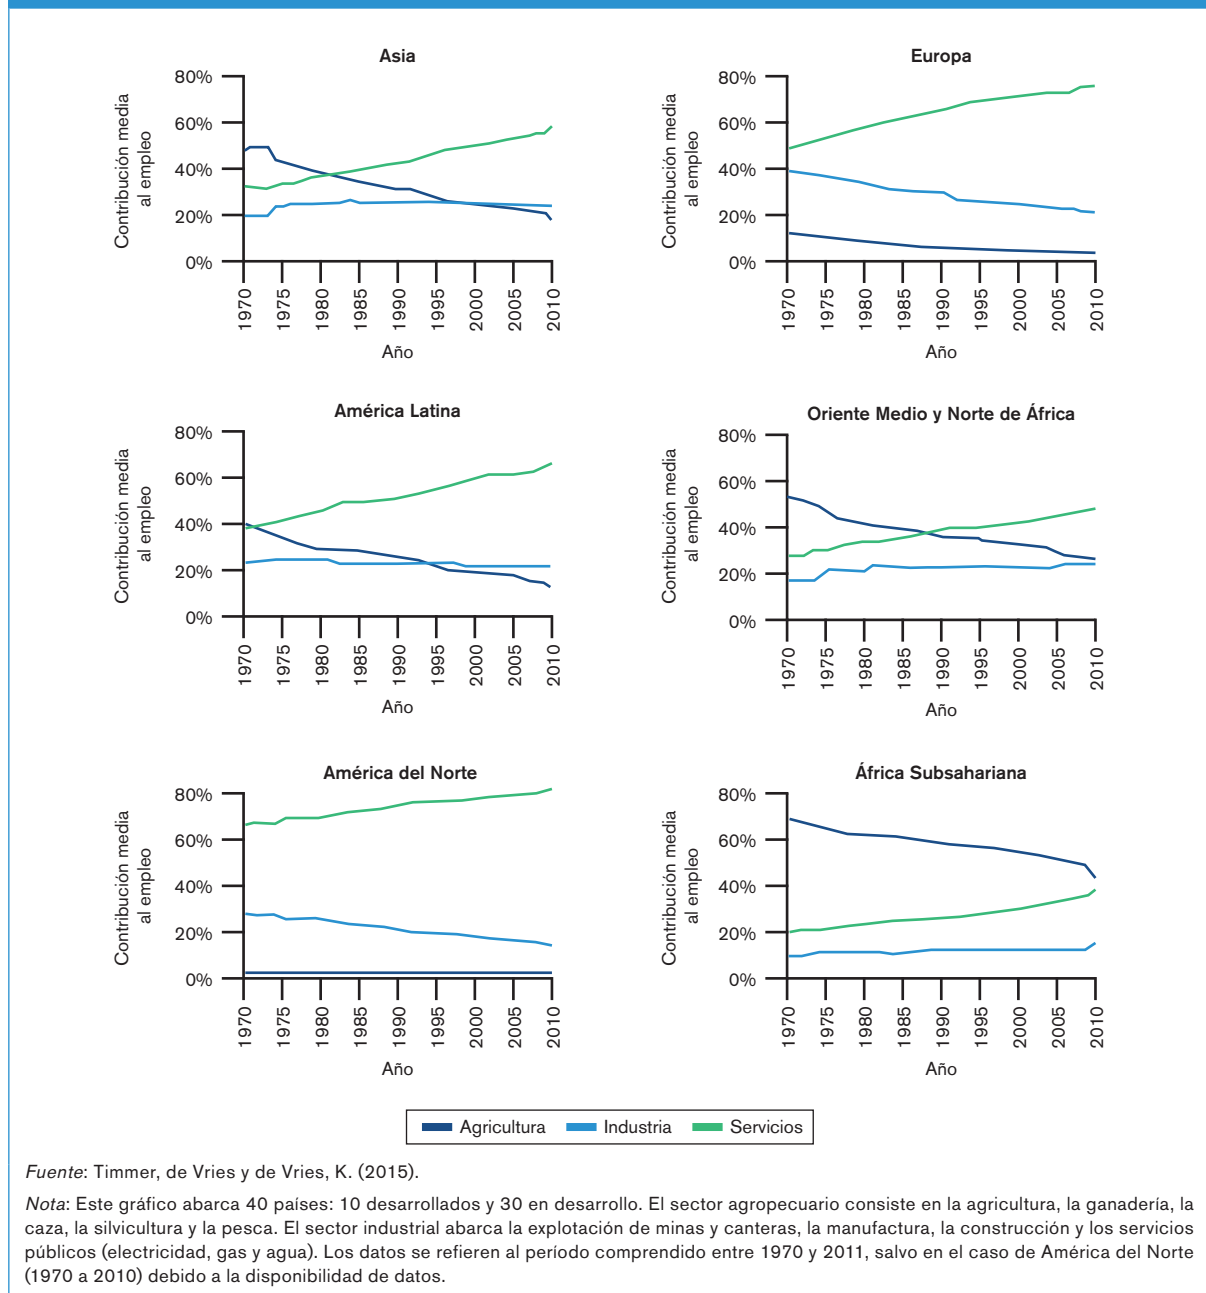 Asia
80%
60%
40%
20%
0%
Contribución media
al empleo
1970
1975
1980
1985
1990
1995
2000
2005
2010
Año
Europa
80%
60%
40%
20%
0%
Contribución media
al empleo
1970
1975
1980
1985
1990
1995
2000
2005
2010
Año
América Latina
80%
60%
40%
20%
0%
Contribución media
al empleo
1970
1975
1980
1985
1990
1995
2000
2005
2010
Año
Oriente Medio y Norte de África
80%
60%
40%
20%
0%
Contribución media
al empleo
1970
1975
1980
1985
1990
1995
2000
2005
2010
Año
América del Norte
80%
60%
40%
20%
0%
Contribución media
al empleo
1970
1975
1980
1985
1990
1995
2000
2005
2010
Año
África Subsahariana
80%
60%
40%
20%
0%
Contribución media
al empleo
1970
1975
1980
1985
1990
1995
2000
2005
2010
Año
Agricultura Industria Servicios
Fuente: Timmer, de Vries y de Vries, K. (2015).
Nota: Este gráfico abarca 40 países: 10 desarrollados y 30 en desarrollo. El sector agropecuario consiste en la agricultura, la ganadería, la
caza, la silvicultura y la pesca. El sector industrial abarca la explotación de minas y canteras, la manufactura, la construcción y los servicios
públicos (electricidad, gas y agua). Los datos se refieren al período comprendido entre 1970 y 2011, salvo en el caso de América del Norte
(1970 a 2010) debido a la disponibilidad de datos.